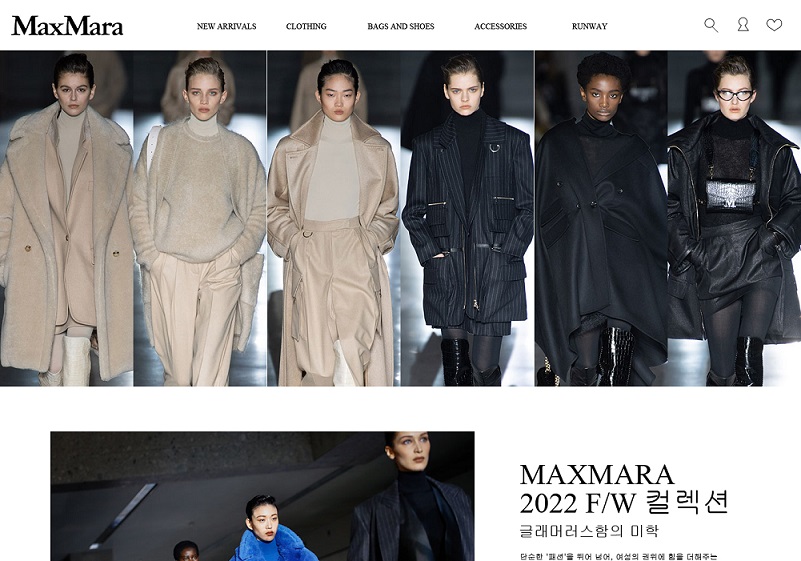 MaxMara
NEW ARRIVALS CLOTHING BAGS AND SHOES ACCESSORIES RUNWAY
MAXMARA
2022 F/W 컬렉션
글래머러스함의 미학
단순한 '패션'을 뛰어 넘어, 여성의 권위에 힘을 더해주는